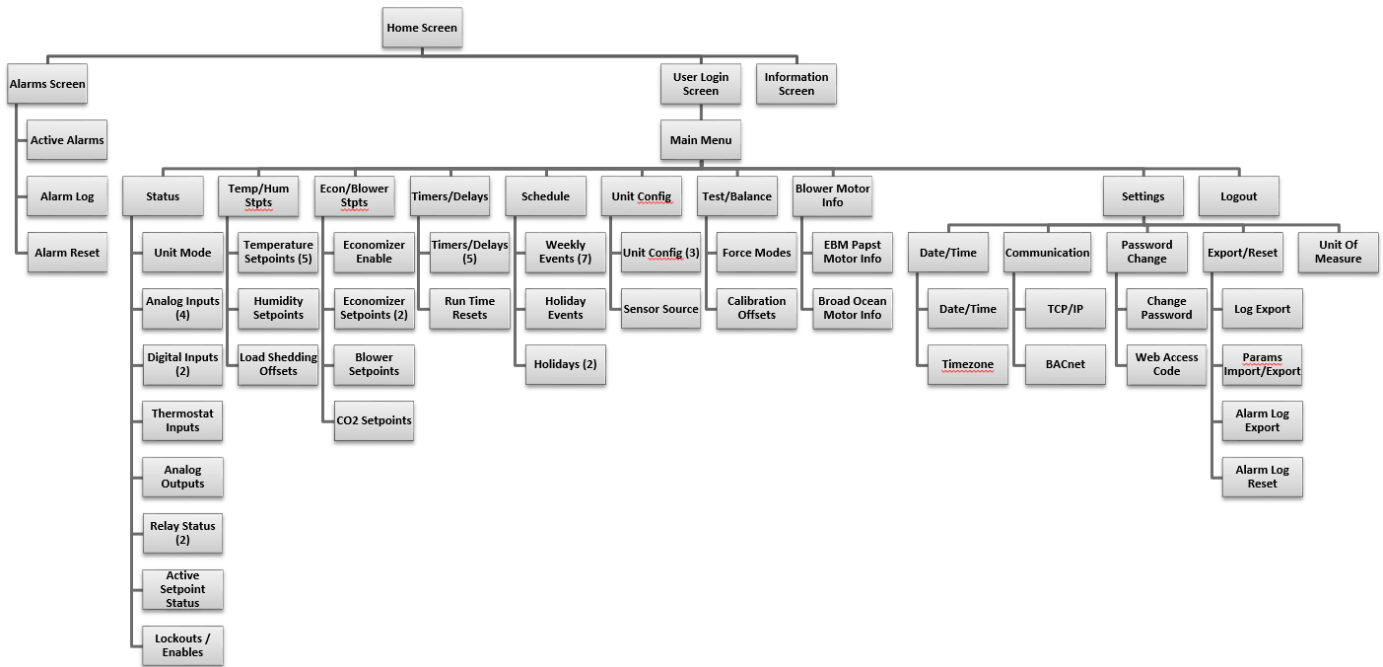 Home Screen
Alarms Screen
User Login
Screen
Information
Screen
Active Alarms
Main Menu
Alarm Log
Status
Temp/Hum
Stpts
Econ/Blower
Stpts
Timers/Delays
Schedule
Unit Config
Test/Balance
Blower Motor
Info
Settings
Logout
Alarm Reset
Unit Mode
Temperature
Setpoints (5)
Economizer
Enable
Timers/Delays
(5)
Weekly
Events (7)
Unit Config (3)
Force Modes
EBM Papst
Motor Info
Date/Time
Communication
Password
Change
Export/Reset
Unit Of
Measure
Analog Inputs
(4)
Humidity
Setpoints
Economizer
Setpoints (2)
Run Time
Resets
Holiday
Events
Sensor Source
Calibration
Offsets
Broad Ocean
Motor Info
Date/Time
TCP/IP
Change
Password
Log Export
Digital Inputs
(2)
Load Shedding
Offsets
Blower
Setpoints
Holidays (2)
Timezone
BACnet
Web Access
Code
Params
Import/Export
Thermostat
Inputs
CO2 Setpoints
Alarm Log
Export
Analog
Outputs
Alarm Log
Reset
Relay Status
(2)
Active
Setpoint
Status
Lockouts /
Enables